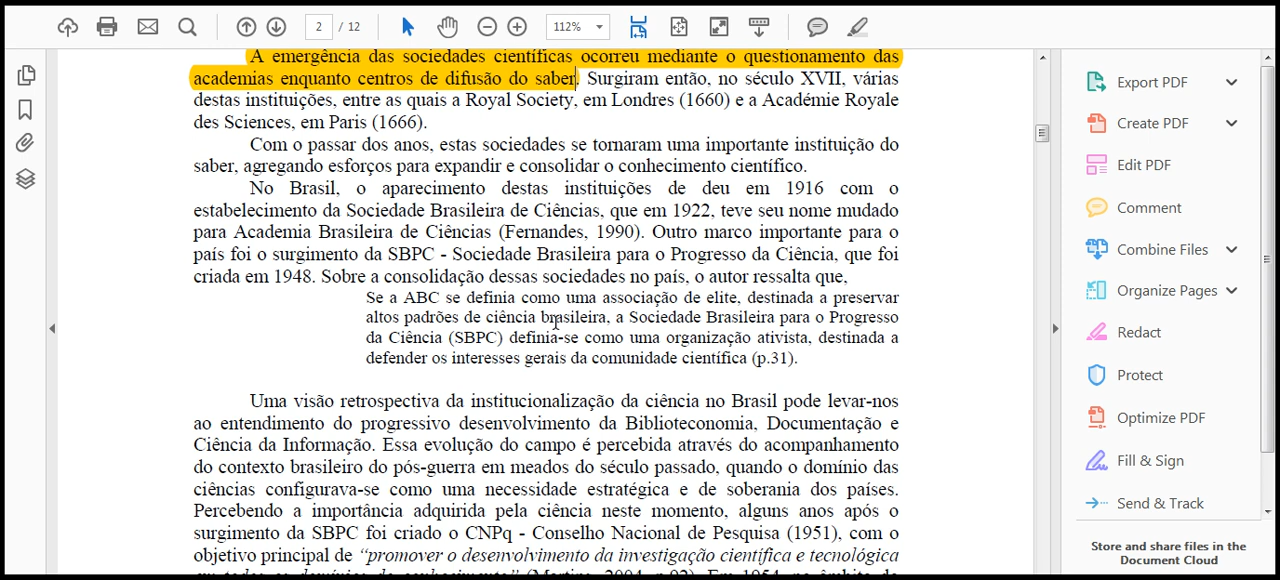 2 / 12
112%
A emergência das sociedades científicas ocorreu mediante o questionamento das
academias enquanto centros de difusão do saber. Surgiram então, no século XVII, várias
destas instituições, entre as quais a Royal Society, em Londres (1660) e a Académie Royale
des Sciences, em Paris (1666).
Com o passar dos anos, estas sociedades se tornaram uma importante instituição do
saber, agregando esforços para expandir e consolidar o conhecimento científico.
No Brasil, o aparecimento destas instituições de deu em 1916 com o
estabelecimento da Sociedade Brasileira de Ciências, que em 1922, teve seu nome mudado
para Academia Brasileira de Ciências (Fernandes, 1990). Outro marco importante para o
país foi o surgimento da SBPC - Sociedade Brasileira para o Progresso da Ciência, que foi
criada em 1948. Sobre a consolidação dessas sociedades no país, o autor ressalta que,
Se a ABC se definia como uma associação de elite, destinada a preservar
altos padrões de ciência brasileira, a Sociedade Brasileira para o Progresso
da Ciência (SBPC) definia-se como uma organização ativista, destinada a
defender os interesses gerais da comunidade científica (p.31).
Uma visão retrospectiva da institucionalização da ciência no Brasil pode levar-nos
ao entendimento do progressivo desenvolvimento da Biblioteconomia, Documentação e
Ciência da Informação. Essa evolução do campo é percebida através do acompanhamento
do contexto brasileiro do pós-guerra em meados do século passado, quando o domínio das
ciências configurava-se como uma necessidade estratégica e de soberania dos países.
Percebendo a importância adquirida pela ciência neste momento, alguns anos após o
surgimento da SBPC foi criado o CNPq - Conselho Nacional de Pesquisa (1951), com o
objetivo principal de “promover o desenvolvimento da investigação científica e tecnológica
em todos os domínios do conhecimento” (Martins, 2004, p.92). Em 1954, no âmbito do
Export PDF
Create PDF
Edit PDF
Comment
Combine Files
Organize Pages
Redact
Protect
Optimize PDF
Fill & Sign
Send & Track
Store and share files in the
Document Cloud